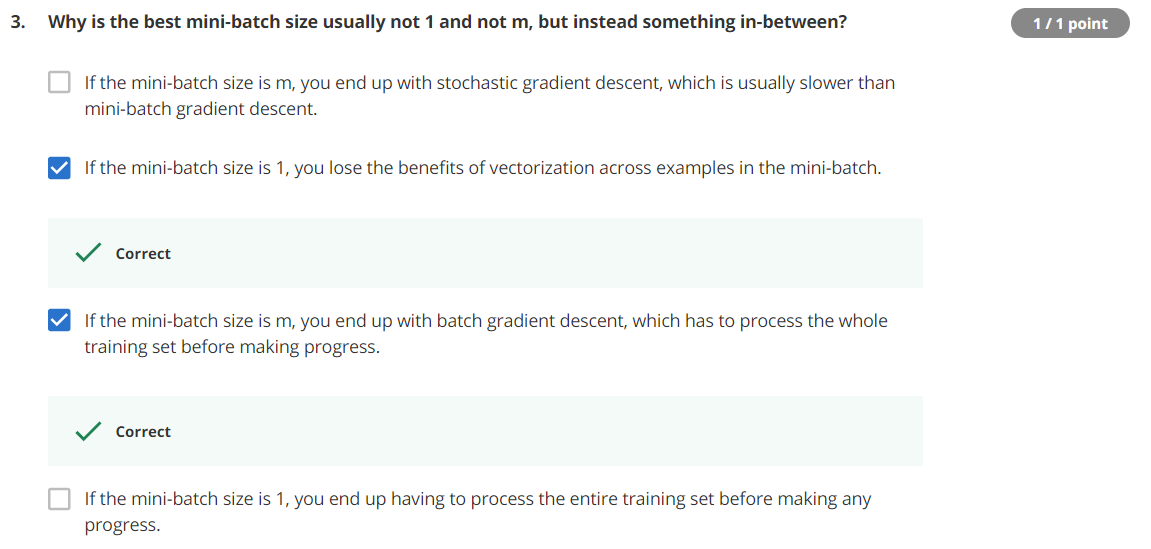 3. Why is the best mini-batch size usually not 1 and not m, but instead something in-between?
1 / 1 point
If the mini-batch size is m, you end up with stochastic gradient descent, which is usually slower than
mini-batch gradient descent.
If the mini-batch size is 1, you lose the benefits of vectorization across examples in the mini-batch.
Correct
If the mini-batch size is m, you end up with batch gradient descent, which has to process the whole
training set before making progress.
Correct
If the mini-batch size is 1, you end up having to process the entire training set before making any
progress.